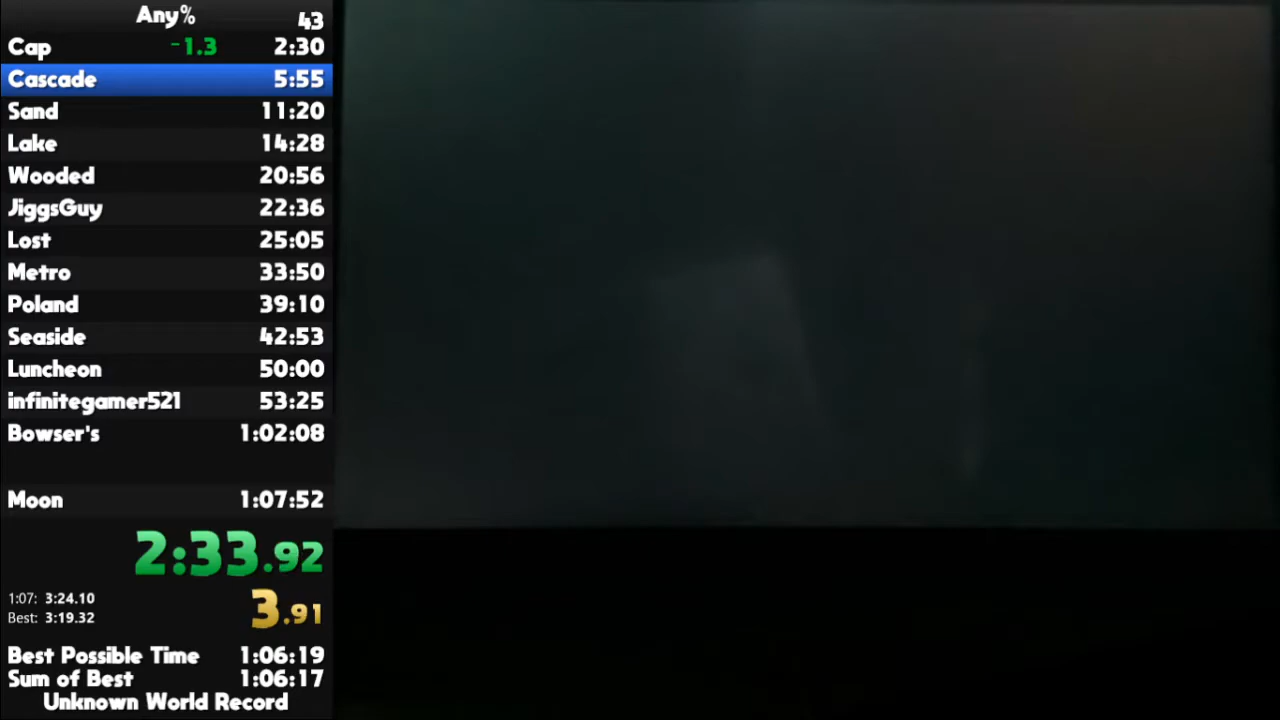 Any% 43
Cap -1.3 2:30
Cascade 5:55
Sand 11:20
Lake 14:28
Wooded 20:56
JiggsGuy 22:36
Lost 25:05
Metro 33:50
Poland 39:10
Seaside 42:53
Luncheon 50:00
infinitegamer521 53:25
Bowser's 1:02:08
Moon 1:07:52
2:33.92
1:07: 3:24.10 3.91
Best: 3:19.32
Best Possible Time 1:06:19
Sum of Best 1:06:17
Unknown World Record